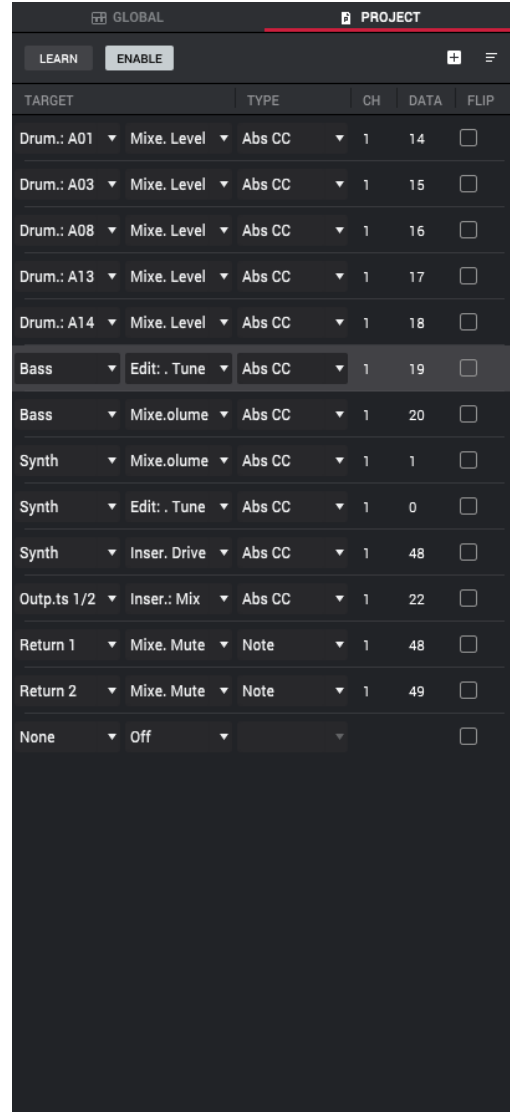 GLOBAL PROJECT
LEARN ENABLE
TARGET TYPE CH DATA FLIP
Drum.: A01 Mixe. Level Abs CC 1 14
Drum.: A03 Mixe. Level Abs CC 1 15
Drum.: A08 Mixe. Level Abs CC 1 16
Drum.: A13 Mixe. Level Abs CC 1 17
Drum.: A14 Mixe. Level Abs CC 1 18
Bass Edit: . Tune Abs CC 1 19
Bass Mixe.olume Abs CC 1 20
Synth Mixe.olume Abs CC 1 1
Synth Edit: . Tune Abs CC 1 0
Synth Inser. Drive Abs CC 1 48
Outp.ts 1/2 Inser.: Mix Abs CC 1 22
Return 1 Mixe. Mute Note 1 48
Return 2 Mixe. Mute Note 1 49
None Off